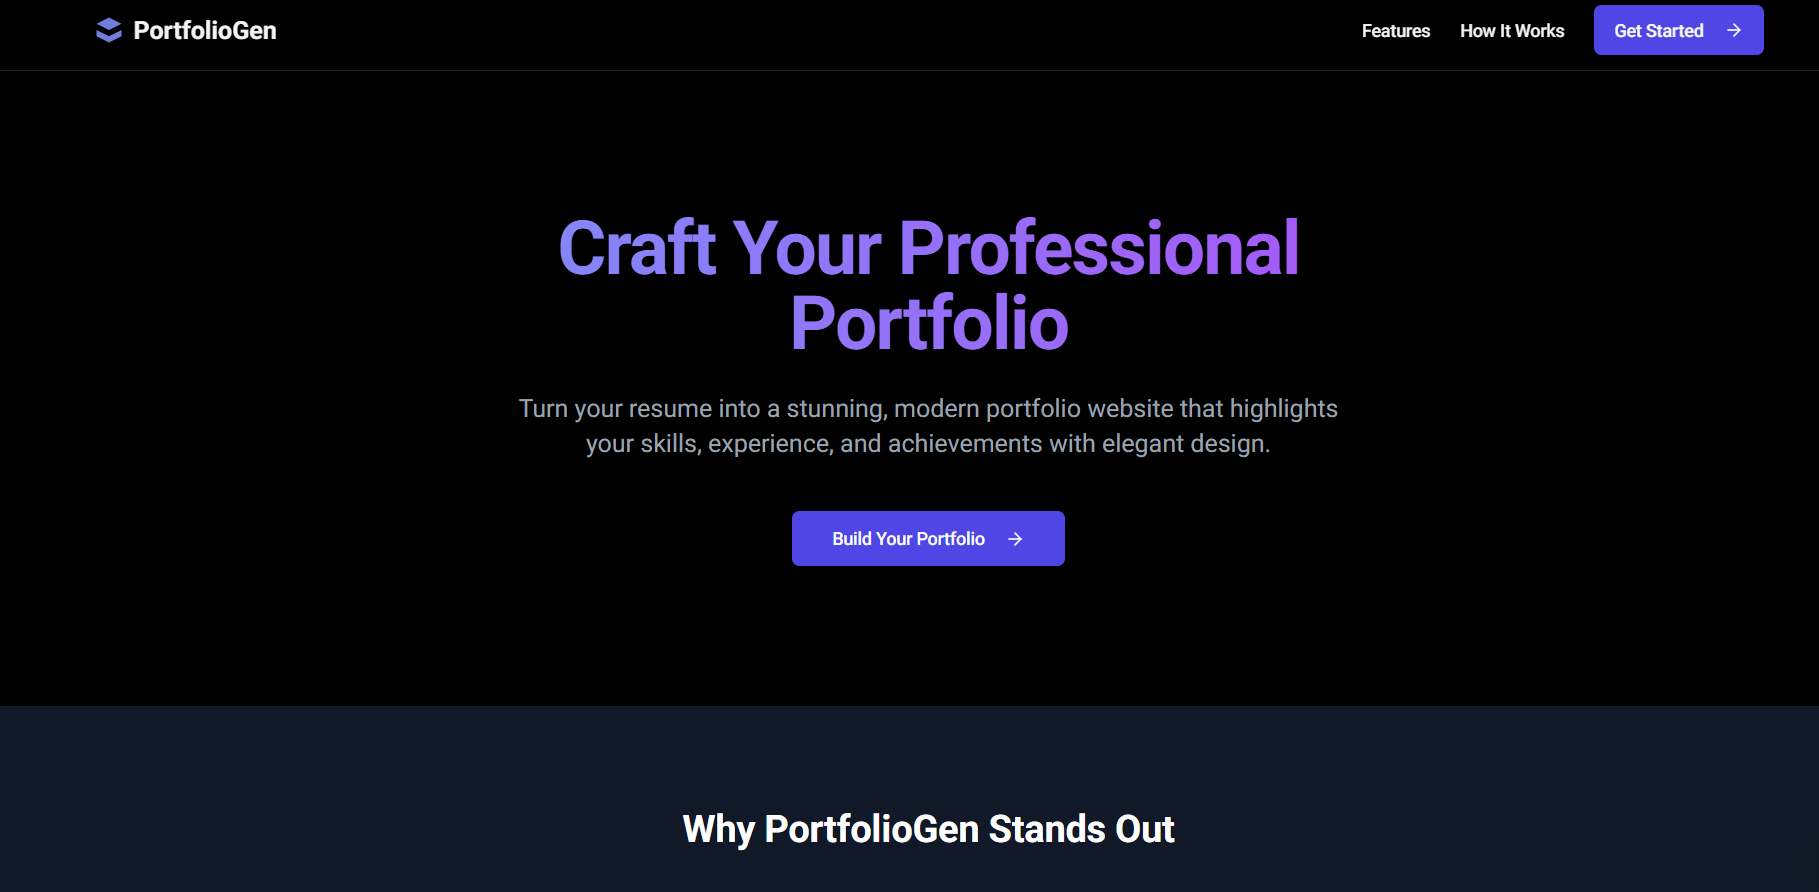 PortfolioGen
Features
How It Works
Get Started
Craft Your Professional
Portfolio
Turn your resume into a stunning, modern portfolio website that highlights
your skills, experience, and achievements with elegant design.
Build Your Portfolio
Why PortfolioGen Stands Out